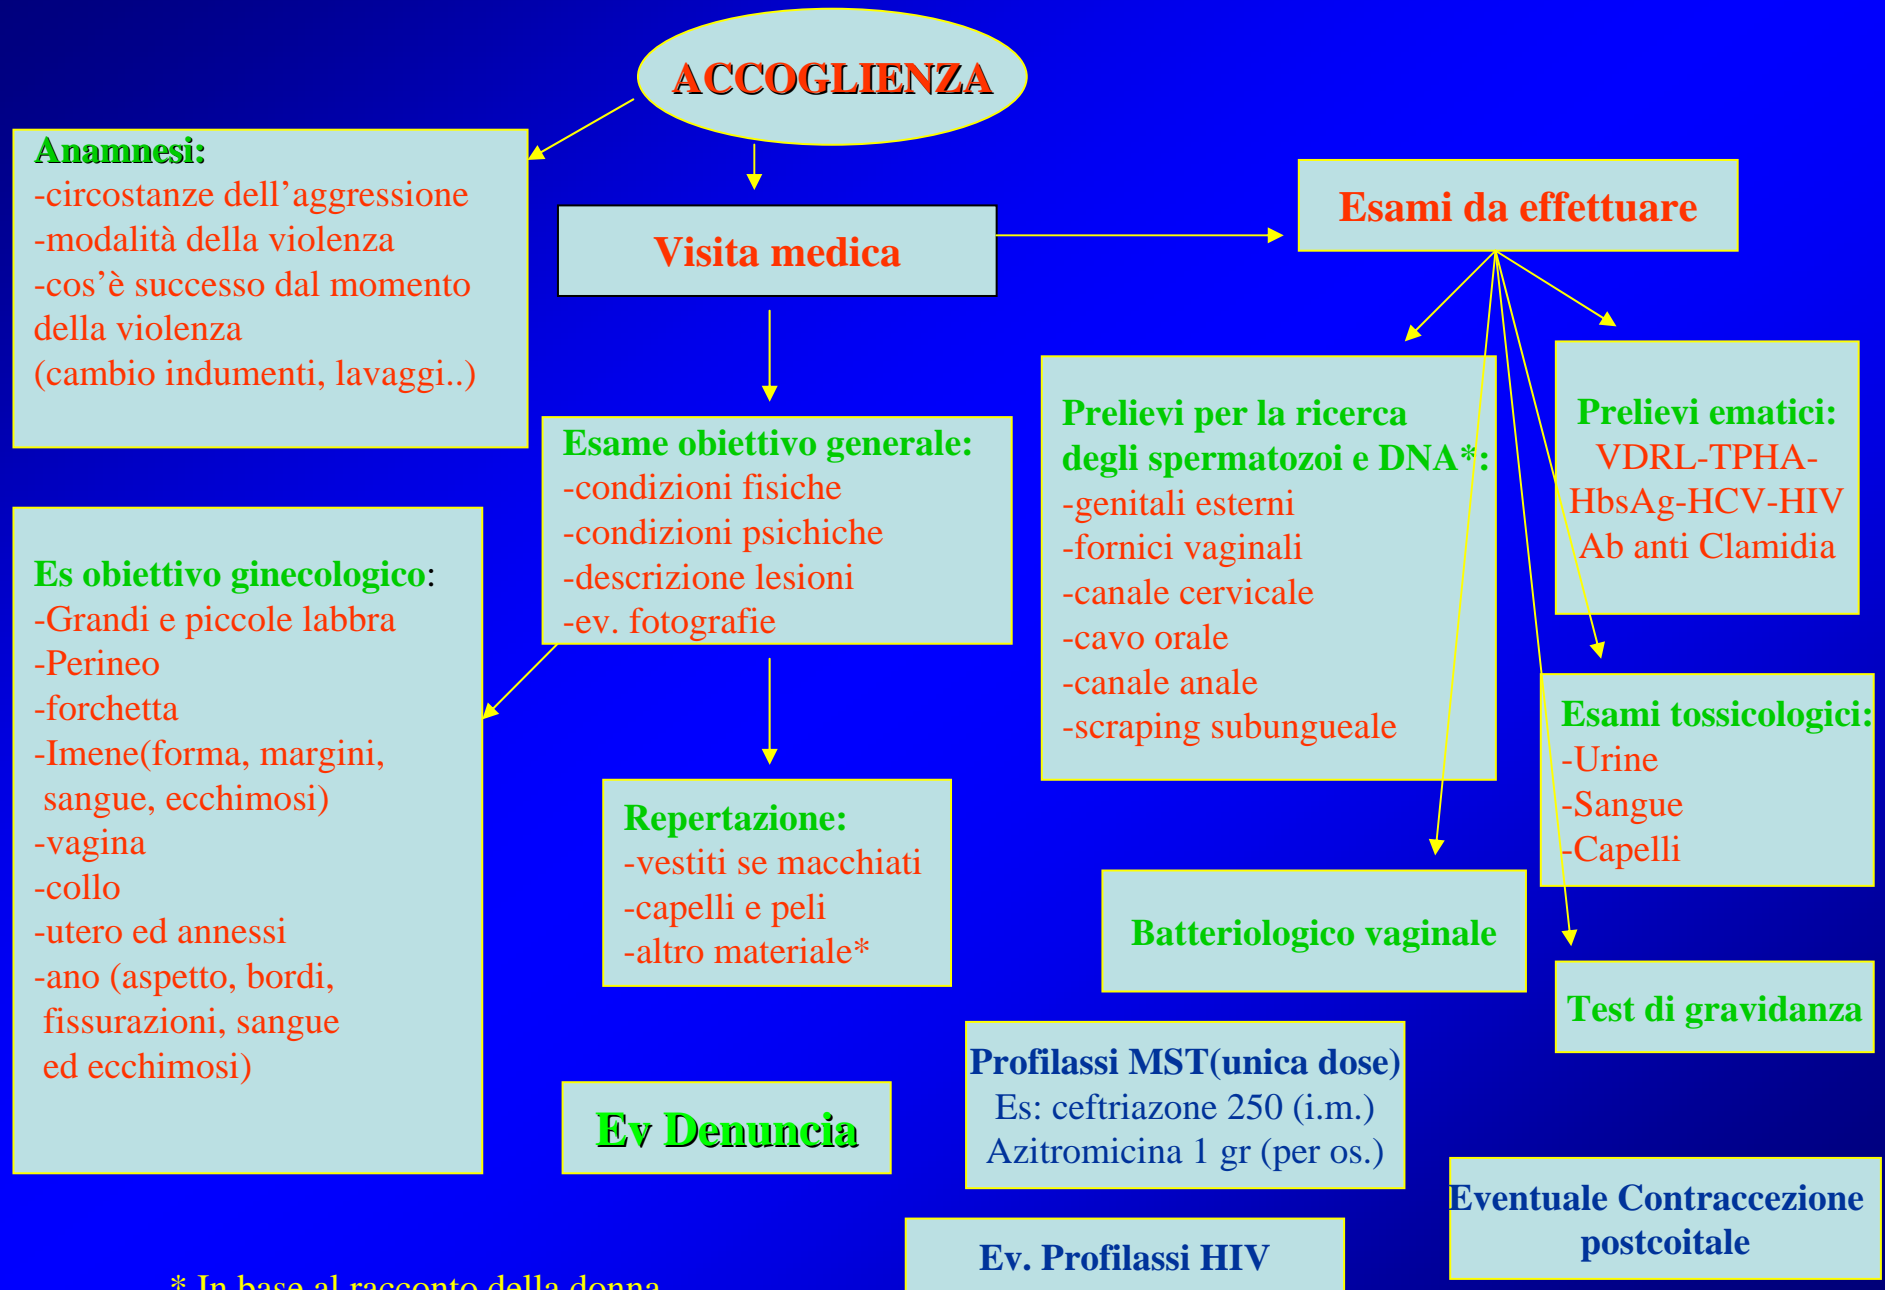 ACCOGLIENZA
Anamnesi:
-circostanze dell’aggressione
-modalità della violenza
-cos’è successo dal momento
della violenza
(cambio indumenti, lavaggi..)
Visita medica
Esami da effettuare
Esame obiettivo generale:
-condizioni fisiche
-condizioni psichiche
-descrizione lesioni
-ev. fotografie
Prelievi per la ricerca
degli spermatozoi e DNA*:
-genitali esterni
-fornici vaginali
-canale cervicale
-cavo orale
-canale anale
-scraping subungueale
Prelievi ematici:
VDRL-TPHA-
HbsAg-HCV-HIV
Ab anti Clamidia
Es obiettivo ginecologico:
-Grandi e piccole labbra
-Perineo
-forchetta
-Imene(forma, margini,
sangue, ecchimosi)
-vagina
-collo
-utero ed annessi
-ano (aspetto, bordi,
fissurazioni, sangue
ed ecchimosi)
Repertazione:
-vestiti se macchiati
-capelli e peli
-altro materiale*
Esami tossicologici:
-Urine
-Sangue
-Capelli
Batteriologico vaginale
Test di gravidanza
Profilassi MST(unica dose)
Es: ceftriazone 250 (i.m.)
Azitromicina 1 gr (per os.)
Ev Denuncia
Eventuale Contraccezione
postcoitale
Ev. Profilassi HIV
* In base al racconto della donna